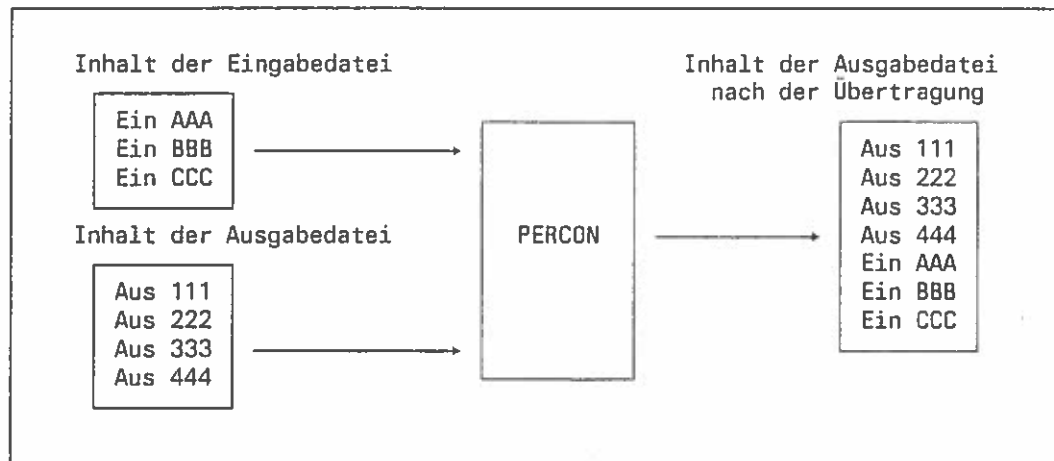 Inhalt der Eingabedatei
Ein AAA
Ein BBB
Ein CCC
Inhalt der Ausgabedatei
Aus 111
Aus 222
Aus 333
Aus 444
PERCON
Inhalt der Ausgabedatei
nach der Übertragung
Aus 111
Aus 222
Aus 333
Aus 444
Ein AAA
Ein BBB
Ein CCC